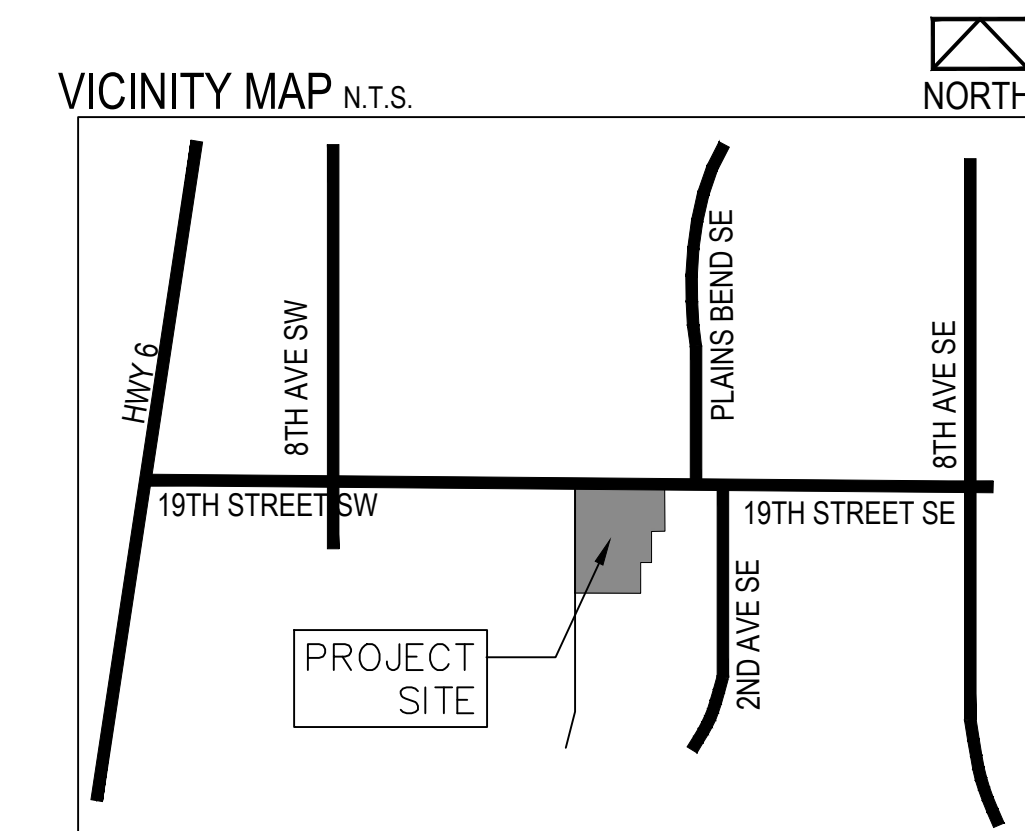 VICINITY MAP N.T.S.
NORTH
HWY 6
8TH AVE SW
PLAINS BEND SE
8TH AVE SE
19TH STREET SW
19TH STREET SE
2ND AVE SE
PROJECT
SITE